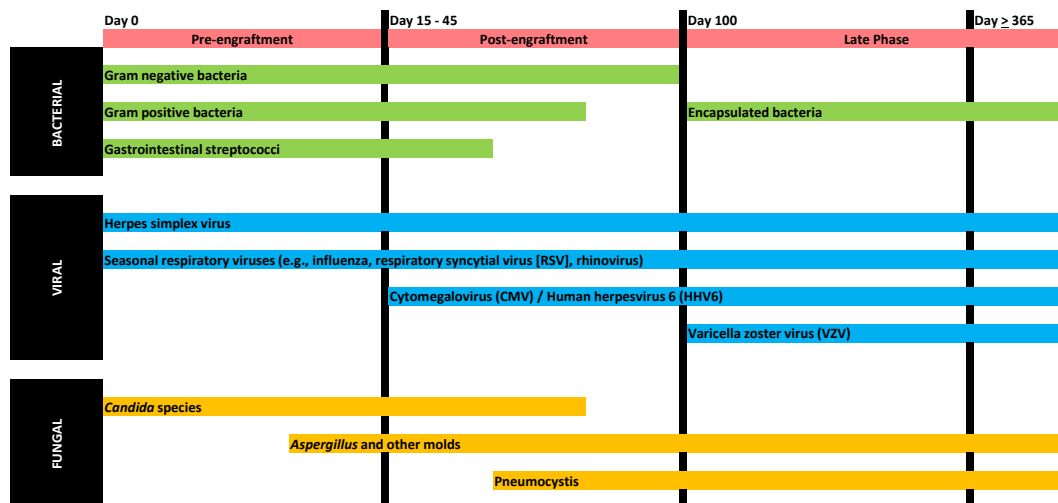 Day 0
Day 15 - 45
Day 100
Day ≥ 365
Pre-engraftment
Post-engraftment
Late Phase
BACTERIAL
Gram negative bacteria
Gram positive bacteria
Encapsulated bacteria
Gastrointestinal streptococci
VIRAL
Herpes simplex virus
Seasonal respiratory viruses (e.g., influenza, respiratory syncytial virus [RSV], rhinovirus)
Cytomegalovirus (CMV) / Human herpesvirus 6 (HHV6)
Varicella zoster virus (VZV)
FUNGAL
Candida species
Aspergillus and other molds
Pneumocystis